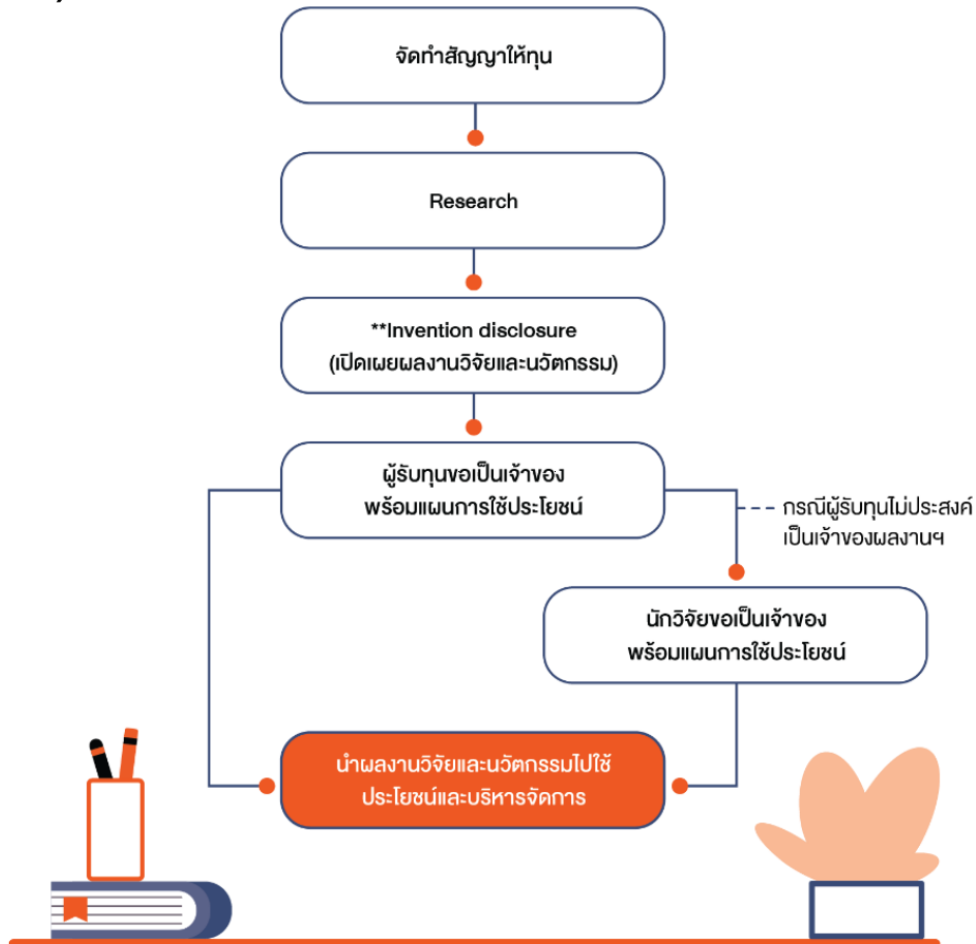 จัดทำสัญญาให้ทุน
Research
**Invention disclosure
(เปิดเผยผลงานวิจัยและนวัตกรรม)
ผู้รับทุนขอเป็นเจ้าของ
พร้อมแผนการใช้ประโยชน์
กรณีผู้รับทุนไม่ประสงค์
เป็นเจ้าของผลงานฯ
นักวิจัยขอเป็นเจ้าของ
พร้อมแผนการใช้ประโยชน์
นำผลงานวิจัยและนวัตกรรมไปใช้
ประโยชน์และบริหารจัดการ